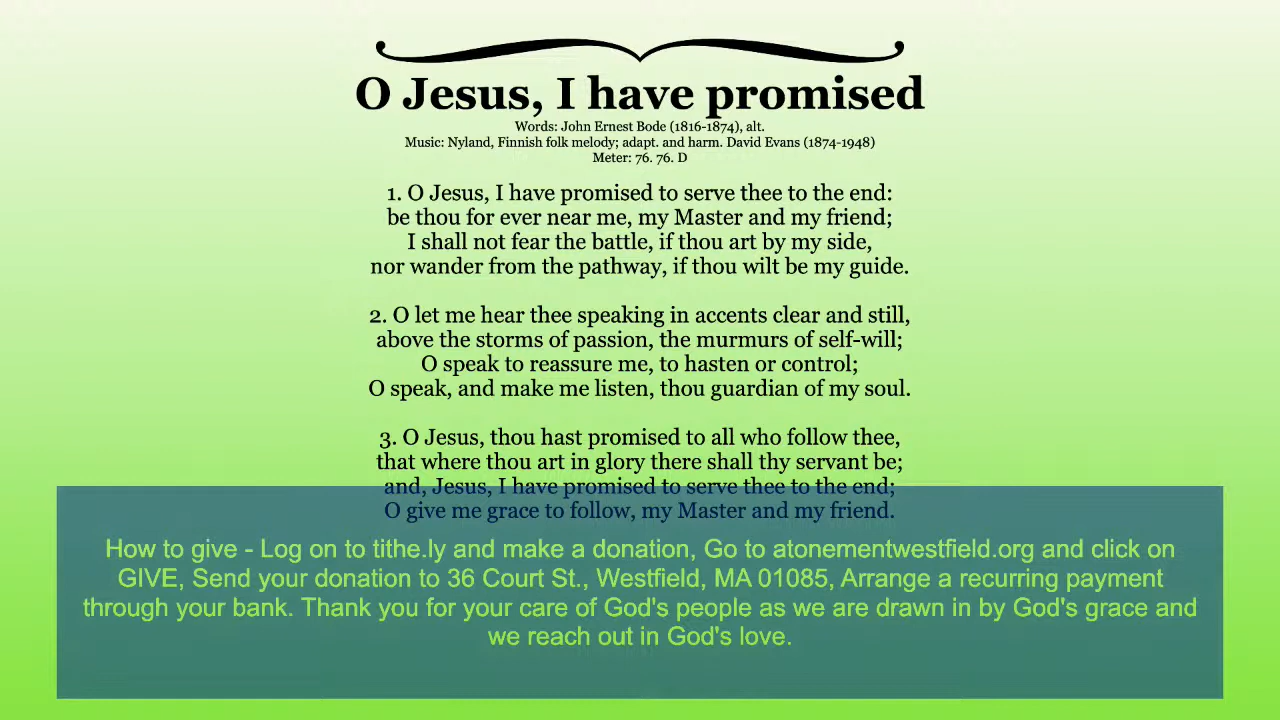 O Jesus, I have promised
Words: John Ernest Bode (1816-1874), alt.
Music: Nyland, Finnish folk melody; adapt. and harm. David Evans (1874-1948)
Meter: 76. 76. D
1. O Jesus, I have promised to serve thee to the end:
be thou for ever near me, my Master and my friend;
I shall not fear the battle, if thou art by my side,
nor wander from the pathway, if thou wilt be my guide.
2. O let me hear thee speaking in accents clear and still,
above the storms of passion, the murmurs of self-will;
O speak to reassure me, to hasten or control;
O speak, and make me listen, thou guardian of my soul.
3. O Jesus, thou hast promised to all who follow thee,
that where thou art in glory there shall thy servant be;
and, Jesus, I have promised to serve thee to the end;
O give me grace to follow, my Master and my friend.
How to give - Log on to tithe.ly and make a donation, Go to atonementwestfield.org and click on
GIVE, Send your donation to 36 Court St., Westfield, MA 01085, Arrange a recurring payment
through your bank. Thank you for your care of God's people as we are drawn in by God's grace and
we reach out in God's love.